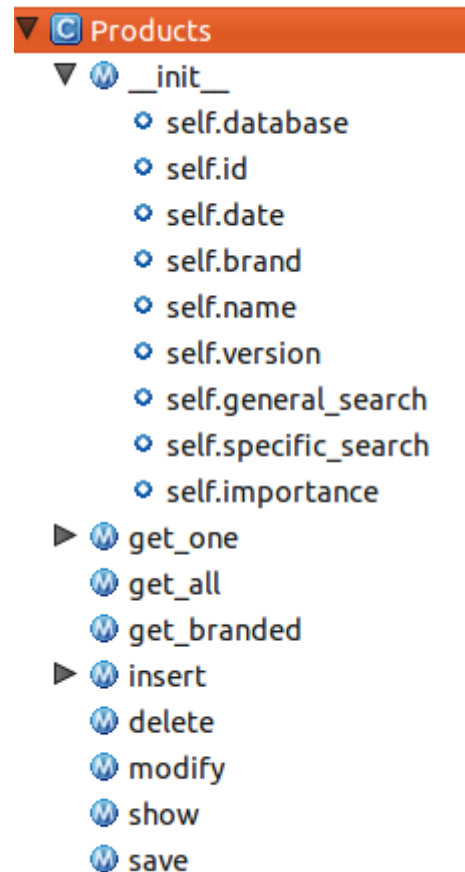 C Products
M __init__
self.database
self.id
self.date
self.brand
self.name
self.version
self.general_search
self.specific_search
self.importance
M get_one
M get_all
M get_branded
M insert
M delete
M modify
M show
M save